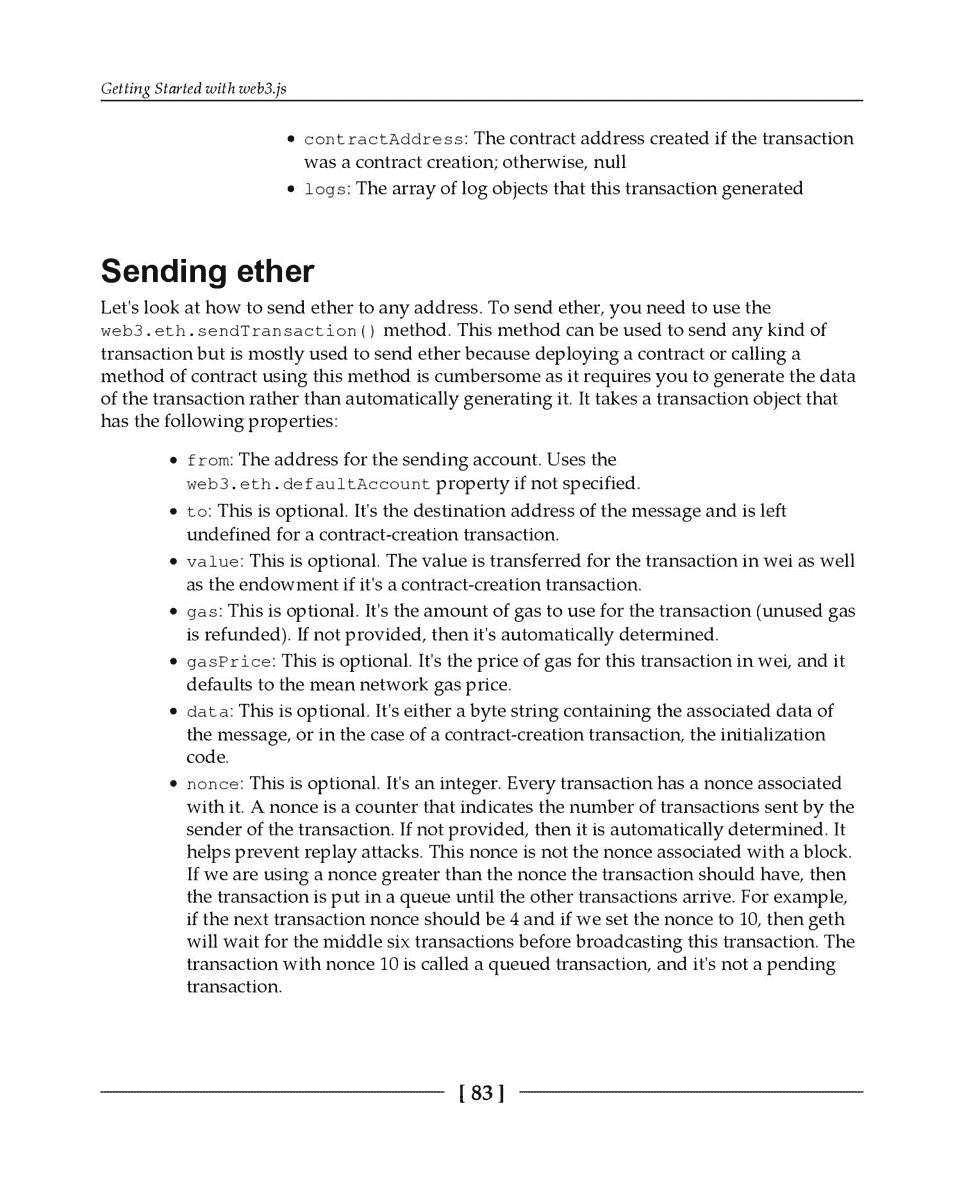 Getting Started with web3.js
• contractAddress: The contract address created if the transaction
was a contract creation; otherwise, null
• logs: The array of log objects that this transaction generated
Sending ether
Let's look at how to send ether to any address. To send ether, you need to use the
web3.eth.sendTransaction() method. This method can be used to send any kind of
transaction but is mostly used to send ether because deploying a contract or calling a
method of contract using this method is cumbersome as it requires you to generate the data
of the transaction rather than automatically generating it. It takes a transaction object that
has the following properties:
• from: The address for the sending account. Uses the
web3.eth.defaultAccount property if not specified.
• to: This is optional. It's the destination address of the message and is left
undefined for a contract-creation transaction.
• value: This is optional. The value is transferred for the transaction in wei as well
as the endowment if it's a contract-creation transaction.
• gas: This is optional. It's the amount of gas to use for the transaction (unused gas
is refunded). If not provided, then it's automatically determined.
• gasPrice: This is optional. It's the price of gas for this transaction in wei, and it
defaults to the mean network gas price.
• data: This is optional. It's either a byte string containing the associated data of
the message, or in the case of a contract-creation transaction, the initialization
code.
• nonce: This is optional. It's an integer. Every transaction has a nonce associated
with it. A nonce is a counter that indicates the number of transactions sent by the
sender of the transaction. If not provided, then it is automatically determined. It
helps prevent replay attacks. This nonce is not the nonce associated with a block.
If we are using a nonce greater than the nonce the transaction should have, then
the transaction is put in a queue until the other transactions arrive. For example,
if the next transaction nonce should be 4 and if we set the nonce to 10, then geth
will wait for the middle six transactions before broadcasting this transaction. The
transaction with nonce 10 is called a queued transaction, and it's not a pending
transaction.
[ 83 ]